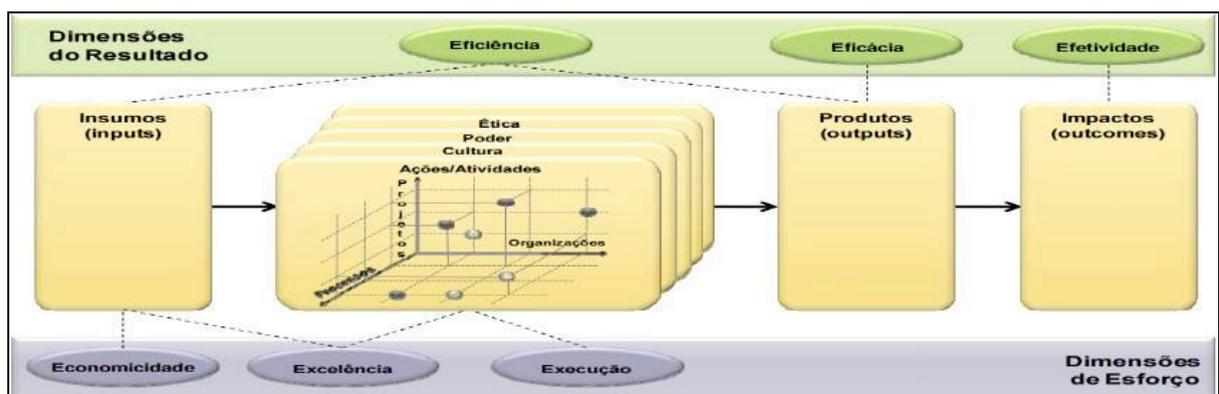 Dimensões
do Resultado
Eficiência
Eficácia
Efetividade
Insumos
(inputs)
Ética
Poder
Cultura
Ações/Atividades
Projetos
Organizações
Processos
Produtos
(outputs)
Impactos
(outcomes)
Economicidade
Excelência
Execução
Dimensões
de Esforço